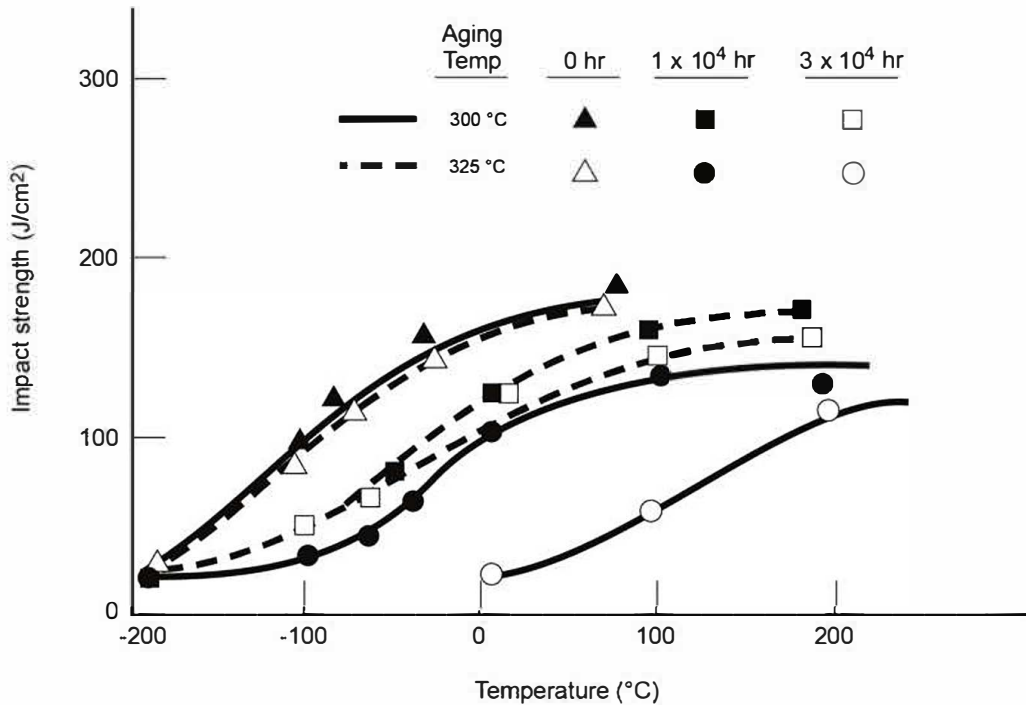 Aging
Temp 0 hr 1 x 10⁴ hr 3 x 10⁴ hr
300 °C
325 °C
Impact strength (J/cm²)
300
200
100
0
-200 -100 0 100 200
Temperature (°C)